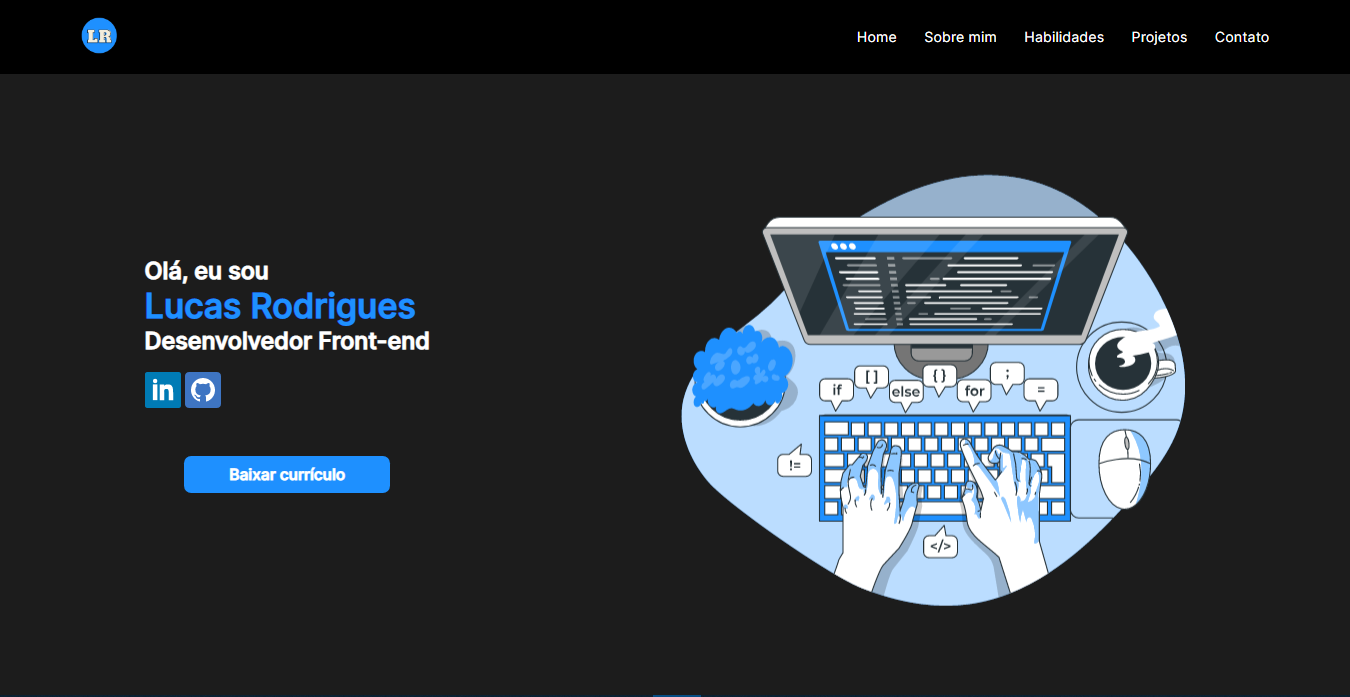 LR
Home Sobre mim Habilidades Projetos Contato
Olá, eu sou
Lucas Rodrigues
Desenvolvedor Front-end
in
Baixar currículo
if [ ] else { } for ; =
!=
</>